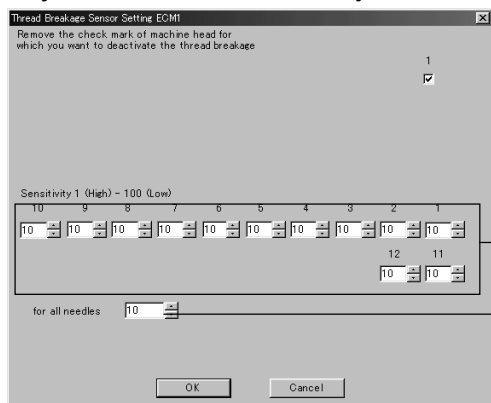 Thread Breakage Sensor Setting ECM1
Remove the check mark of machine head for
which you want to deactivate the thread breakage
1
Sensitivity 1 (High) - 100 (Low)
10 9 8 7 6 5 4 3 2 1
10 10 10 10 10 10 10 10 10 10
12 11
10 10
for all needles 10
OK Cancel